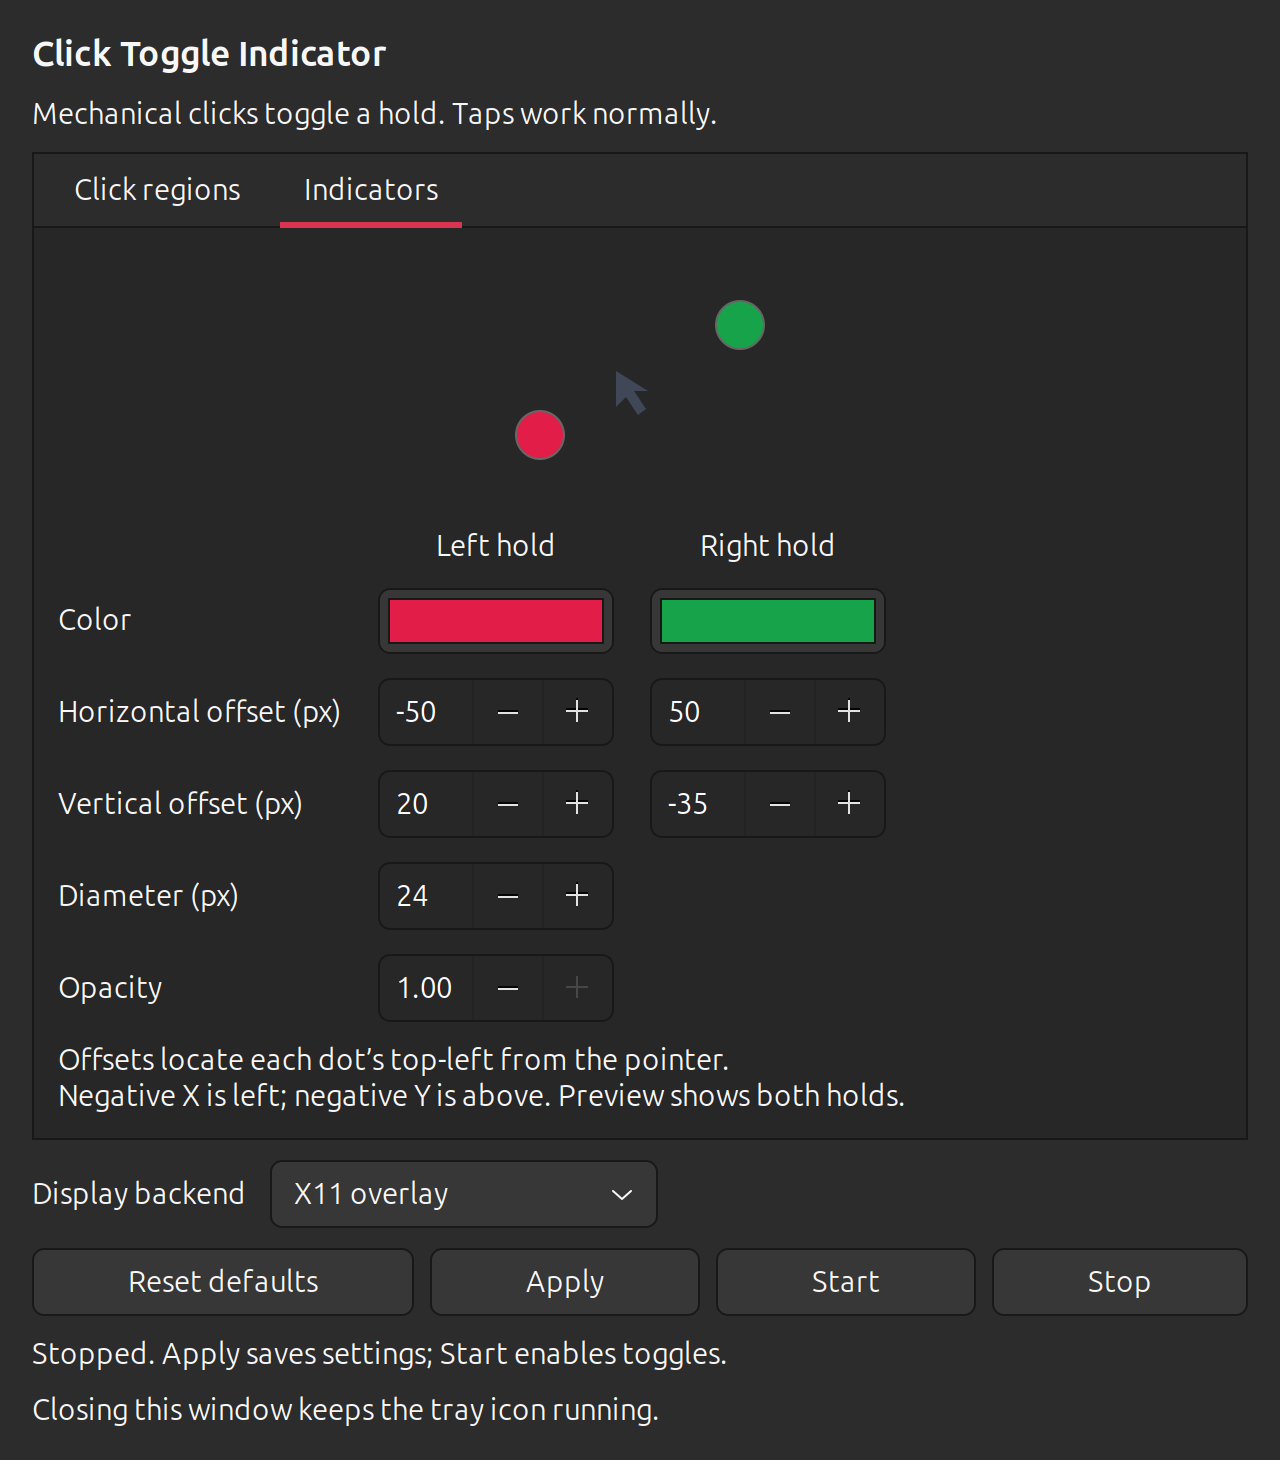 Click Toggle Indicator
Mechanical clicks toggle a hold. Taps work normally.
Click regions Indicators
Left hold Right hold
Color
Horizontal offset (px) -50 − + 50 − +
Vertical offset (px) 20 − + -35 − +
Diameter (px) 24 − +
Opacity 1.00 − +
Offsets locate each dot’s top-left from the pointer.
Negative X is left; negative Y is above. Preview shows both holds.
Display backend X11 overlay
Reset defaults Apply Start Stop
Stopped. Apply saves settings; Start enables toggles.
Closing this window keeps the tray icon running.